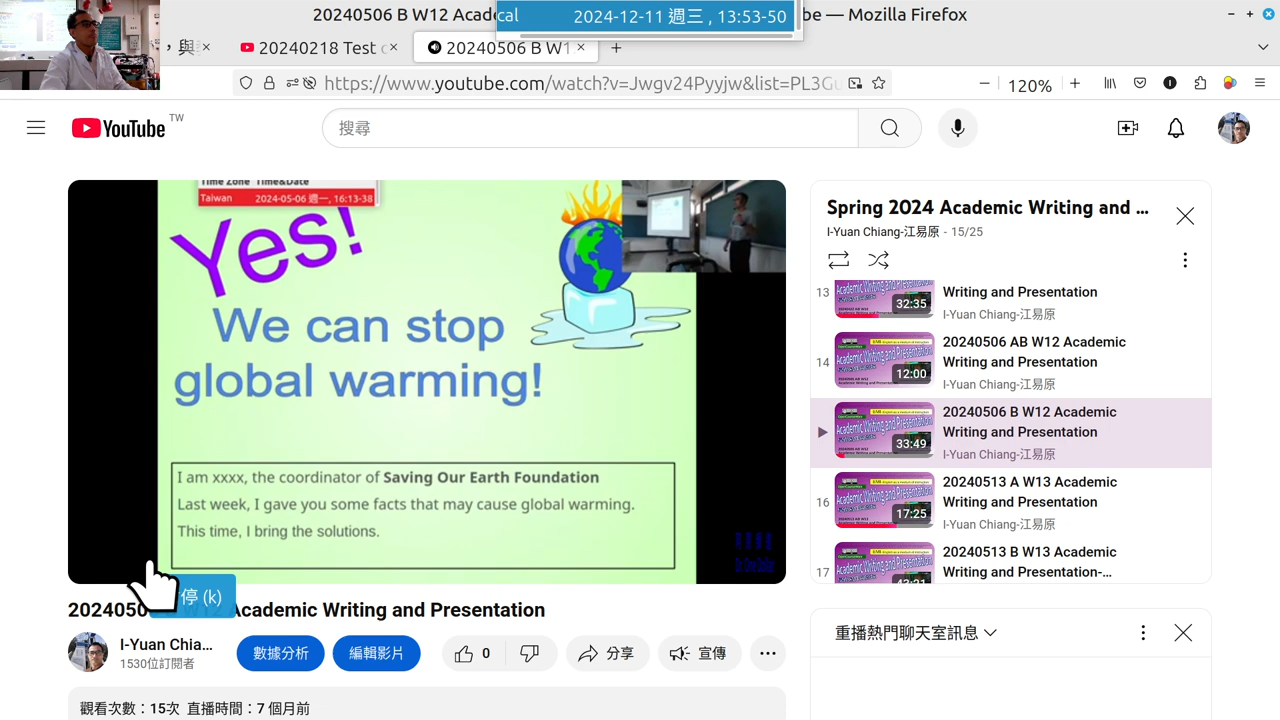 20240506 B W12 Acad
cal
2024-12-11 週三 , 13:53-50
be — Mozilla Firefox
,與
20240218 Test c
20240506 B W1
https://www.youtube.com/watch?v=Jwgv24Pyyjw&list=PL3Gu
120%
YouTube TW
搜尋
Time Zone Time&Date
Taiwan 2024-05-06 週一, 16:13-38
Yes!
We can stop
global warming!
I am xxxx, the coordinator of Saving Our Earth Foundation
Last week, I gave you some facts that may cause global warming.
This time, I bring the solutions.
Dr. One Dollar
停 (k)
2024050 W12 Academic Writing and Presentation
I-Yuan Chia...
1530位訂閱者
數據分析
編輯影片
0
分享
宣傳
觀看次數：15次 直播時間：7 個月前
Spring 2024 Academic Writing and ...
I-Yuan Chiang-江易原 - 15/25
13
32:35
Writing and Presentation
I-Yuan Chiang-江易原
14
12:00
20240506 AB W12 Academic
Writing and Presentation
I-Yuan Chiang-江易原
33:49
20240506 B W12 Academic
Writing and Presentation
I-Yuan Chiang-江易原
16
17:25
20240513 A W13 Academic
Writing and Presentation
I-Yuan Chiang-江易原
17
43:21
20240513 B W13 Academic
Writing and Presentation-...
重播熱門聊天室訊息